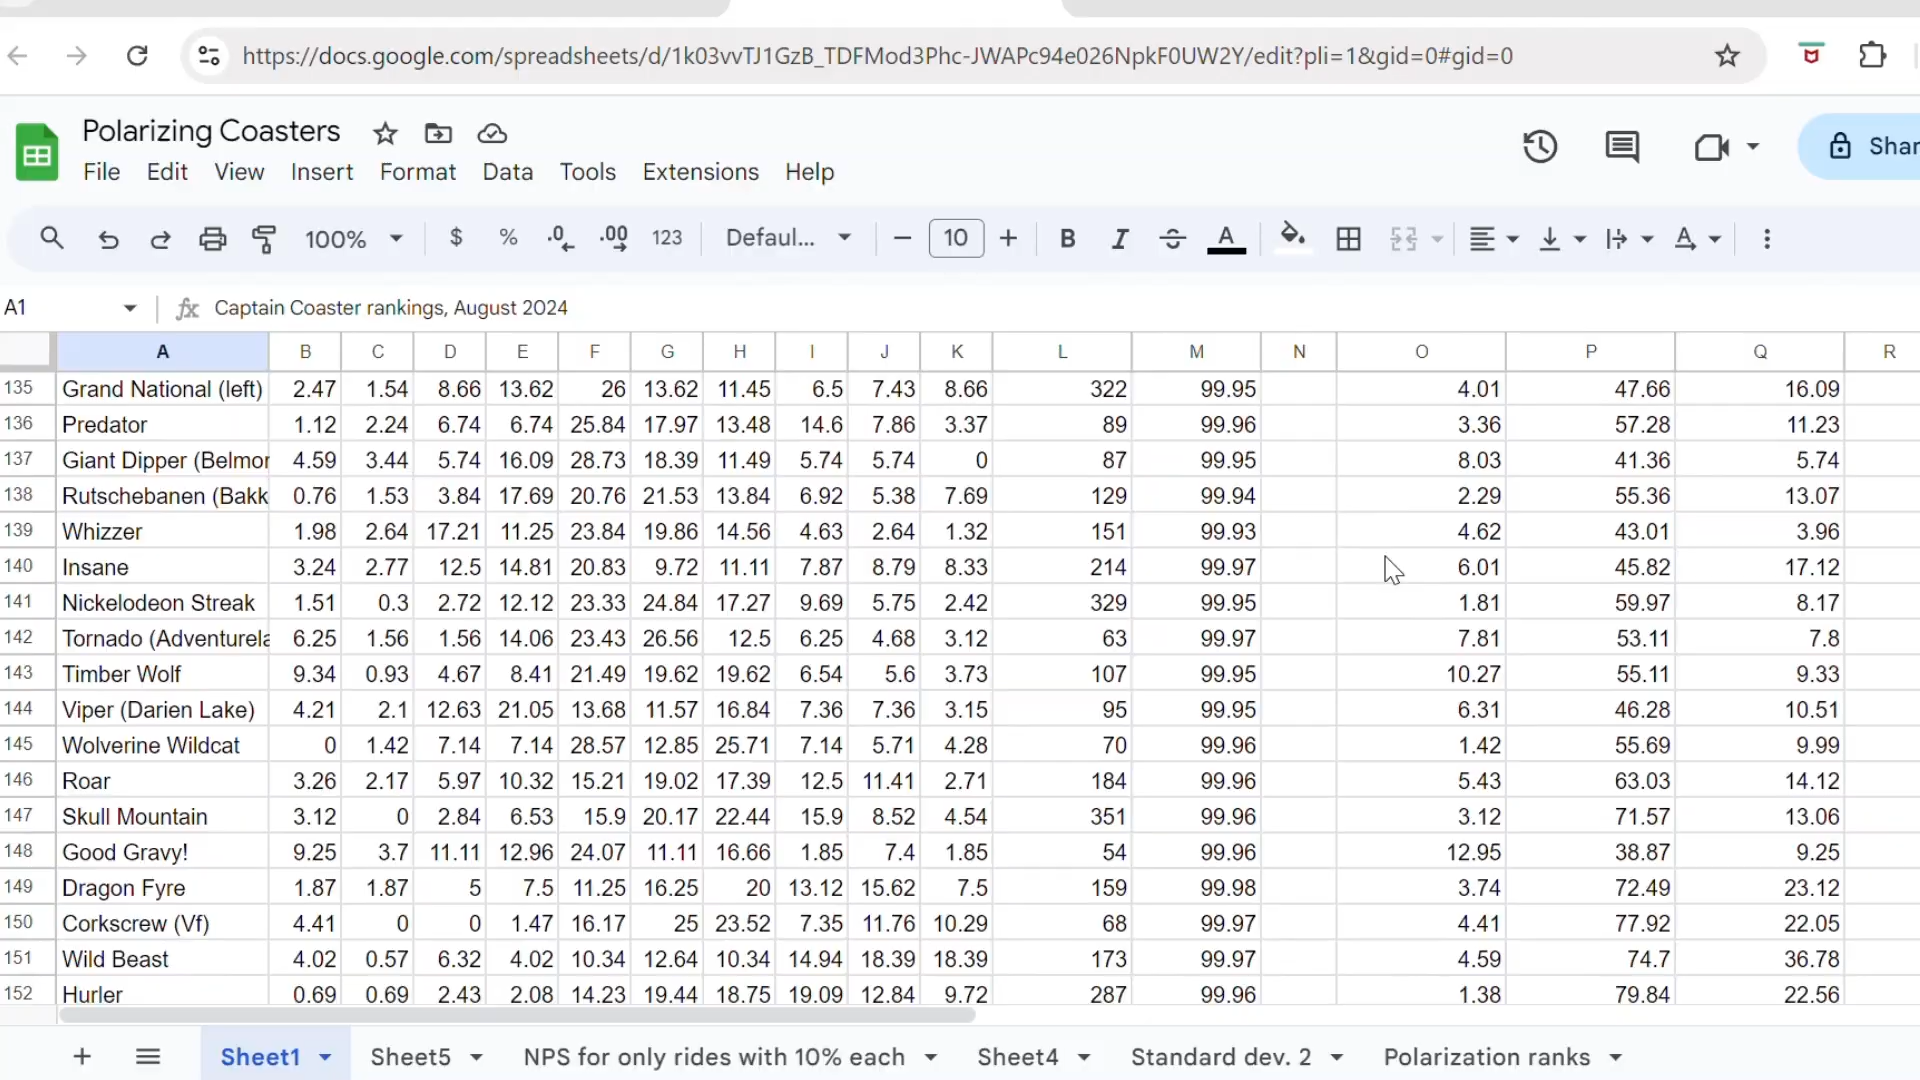 https://docs.google.com/spreadsheets/d/1k03vvTJ1GzB_TDFMod3Phc-JWAPc94e026NpkF0UW2Y/edit?pli=1&gid=0#gid=0
Polarizing Coasters
Shar
File Edit View Insert Format Data Tools Extensions Help
100% $ % .0 .00 123 Defaul... 10 B I S A
A1 fx Captain Coaster rankings, August 2024
A B C D E F G H I J K L M N O P Q R
135 Grand National (left) 2.47 1.54 8.66 13.62 26 13.62 11.45 6.5 7.43 8.66 322 99.95 4.01 47.66 16.09
136 Predator 1.12 2.24 6.74 6.74 25.84 17.97 13.48 14.6 7.86 3.37 89 99.96 3.36 57.28 11.23
137 Giant Dipper (Belmor 4.59 3.44 5.74 16.09 28.73 18.39 11.49 5.74 5.74 0 87 99.95 8.03 41.36 5.74
138 Rutschebanen (Bakk 0.76 1.53 3.84 17.69 20.76 21.53 13.84 6.92 5.38 7.69 129 99.94 2.29 55.36 13.07
139 Whizzer 1.98 2.64 17.21 11.25 23.84 19.86 14.56 4.63 2.64 1.32 151 99.93 4.62 43.01 3.96
140 Insane 3.24 2.77 12.5 14.81 20.83 9.72 11.11 7.87 8.79 8.33 214 99.97 6.01 45.82 17.12
141 Nickelodeon Streak 1.51 0.3 2.72 12.12 23.33 24.84 17.27 9.69 5.75 2.42 329 99.95 1.81 59.97 8.17
142 Tornado (Adventurela 6.25 1.56 1.56 14.06 23.43 26.56 12.5 6.25 4.68 3.12 63 99.97 7.81 53.11 7.8
143 Timber Wolf 9.34 0.93 4.67 8.41 21.49 19.62 19.62 6.54 5.6 3.73 107 99.95 10.27 55.11 9.33
144 Viper (Darien Lake) 4.21 2.1 12.63 21.05 13.68 11.57 16.84 7.36 7.36 3.15 95 99.95 6.31 46.28 10.51
145 Wolverine Wildcat 0 1.42 7.14 7.14 28.57 12.85 25.71 7.14 5.71 4.28 70 99.96 1.42 55.69 9.99
146 Roar 3.26 2.17 5.97 10.32 15.21 19.02 17.39 12.5 11.41 2.71 184 99.96 5.43 63.03 14.12
147 Skull Mountain 3.12 0 2.84 6.53 15.9 20.17 22.44 15.9 8.52 4.54 351 99.96 3.12 71.57 13.06
148 Good Gravy! 9.25 3.7 11.11 12.96 24.07 11.11 16.66 1.85 7.4 1.85 54 99.96 12.95 38.87 9.25
149 Dragon Fyre 1.87 1.87 5 7.5 11.25 16.25 20 13.12 15.62 7.5 159 99.98 3.74 72.49 23.12
150 Corkscrew (Vf) 4.41 0 0 1.47 16.17 25 23.52 7.35 11.76 10.29 68 99.97 4.41 77.92 22.05
151 Wild Beast 4.02 0.57 6.32 4.02 10.34 12.64 10.34 14.94 18.39 18.39 173 99.97 4.59 74.7 36.78
152 Hurler 0.69 0.69 2.43 2.08 14.23 19.44 18.75 19.09 12.84 9.72 287 99.96 1.38 79.84 22.56
Sheet1 Sheet5 NPS for only rides with 10% each Sheet4 Standard dev. 2 Polarization ranks